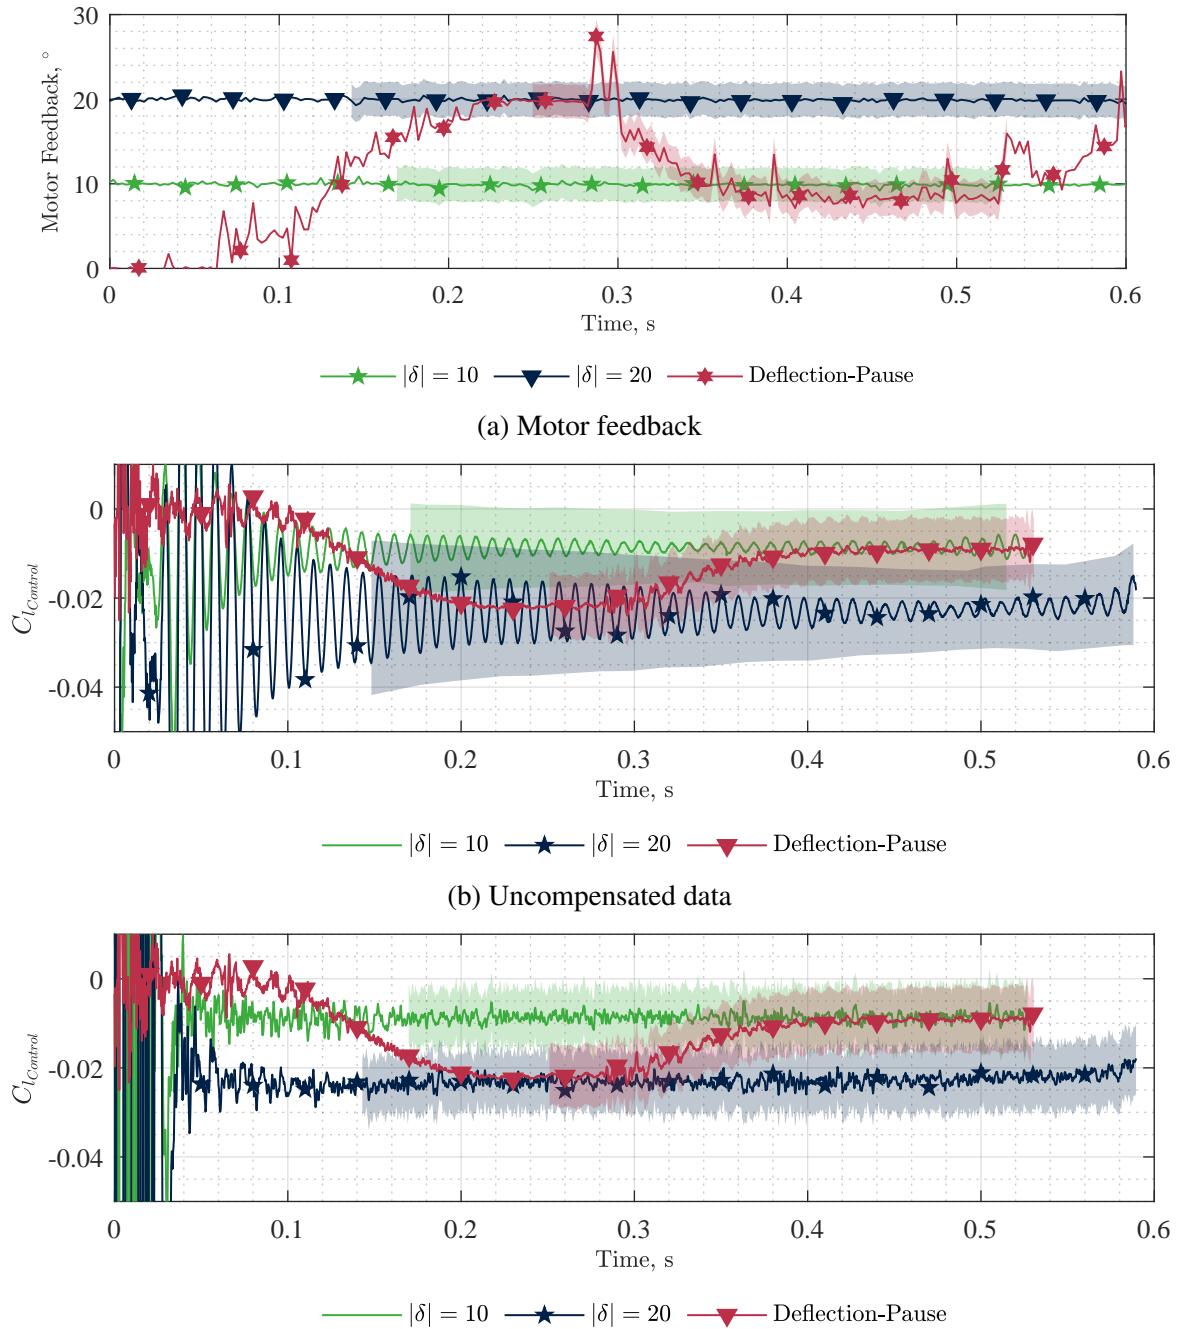 30
20
10
0
Motor Feedback, °
0 0.1 0.2 0.3 0.4 0.5 0.6
Time, s
|δ| = 10 |δ| = 20 Deflection-Pause
(a) Motor feedback
0
-0.02
-0.04
C_{l_{Control}}
0 0.1 0.2 0.3 0.4 0.5 0.6
Time, s
|δ| = 10 |δ| = 20 Deflection-Pause
(b) Uncompensated data
0
-0.02
-0.04
C_{l_{Control}}
0 0.1 0.2 0.3 0.4 0.5 0.6
Time, s
|δ| = 10 |δ| = 20 Deflection-Pause